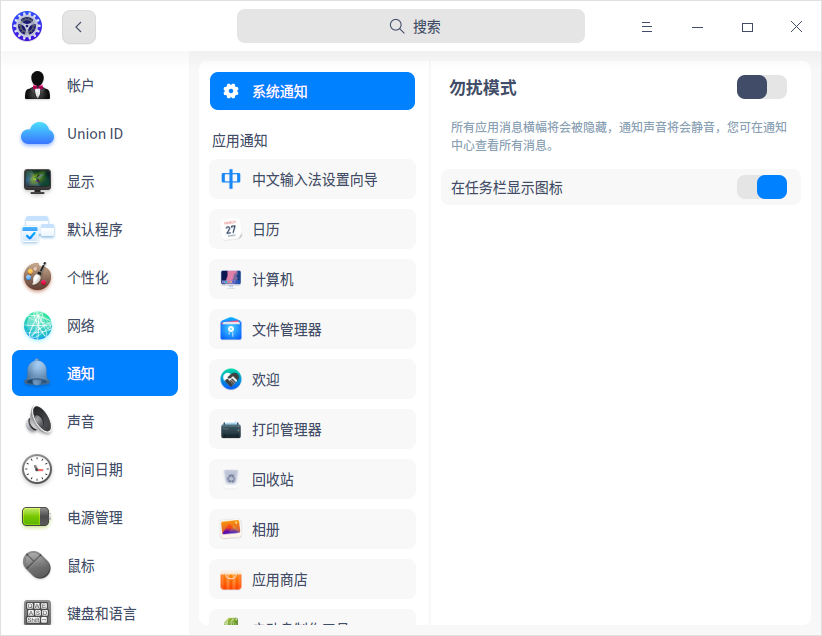 搜索
帐户
Union ID
显示
默认程序
个性化
网络
通知
声音
时间日期
电源管理
鼠标
键盘和语言
系统通知
应用通知
中文输入法设置向导
日历
计算机
文件管理器
欢迎
打印管理器
回收站
相册
应用商店
勿扰模式
所有应用消息横幅将会被隐藏，通知声音将会静音，您可在通知
中心查看所有消息。
在任务栏显示图标